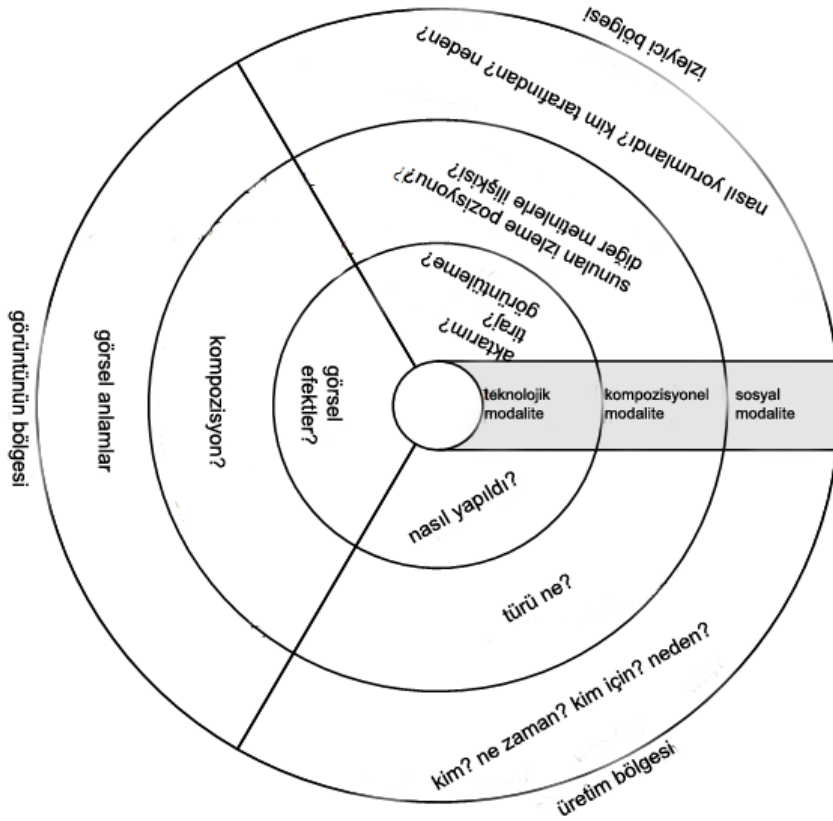 izleyici bölgesi
nasıl yorumlandı? kim tarafından? neden?
sunulan izleme pozisyonu??
diğer metinlerle ilişkisi?
aktarım?
tiraj?
görüntüleme?
teknolojik
modalite
kompozisyonel
modalite
sosyal
modalite
görüntünün bölgesi
görsel anlamlar
kompozisyon?
görsel
efektler?
nasıl yapıldı?
türü ne?
kim? ne zaman? kim için? neden?
üretim bölgesi